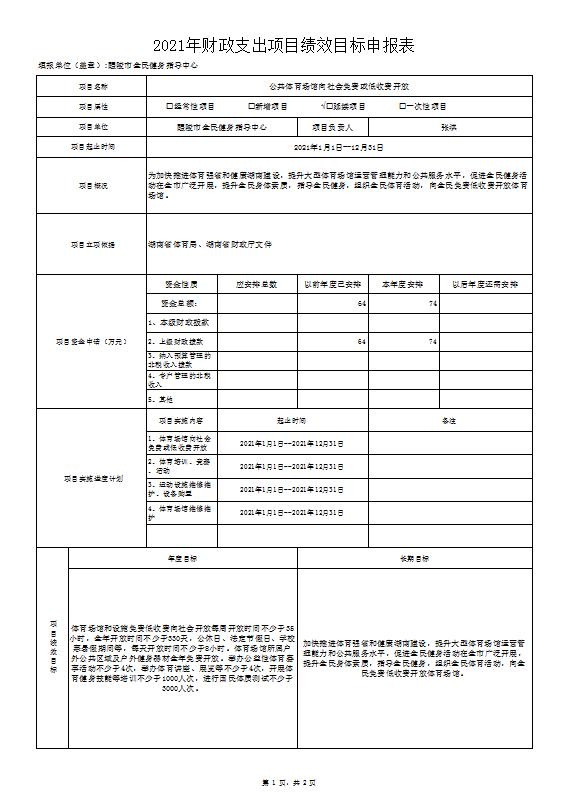 2021年财政支出项目绩效目标申报表
填报单位（盖章）:醴陵市全民健身指导中心
项目名称 公共体育场馆向社会免费或低收费开放
项目属性 □经常性项目 □新增项目 √□延续项目 □一次性项目
项目单位 醴陵市全民健身指导中心 项目负责人 张滨
项目起止时间 2021年1月1日--12月31日
项目概况
为加快推进体育强省和健康湖南建设，提升大型体育场馆运营管理能力和公共服务水平，促进全民健身活
动在全市广泛开展，提升全民身体素质，指导全民健身，组织全民体育活动，向全民免费低收费开放体育
场馆。
项目立项依据 湖南省体育局、湖南省财政厅文件
项目资金申请（万元）
资金性质 应安排总数 以前年度已安排 本年度安排 以后年度还需安排
资金总额： 64 74
1、本级财政拨款
2、上级财政拨款 64 74
3、纳入预算管理的
非税收入拨款
4、专户管理的非税
收入
5、其他
项目实施进度计划
项目实施内容 起止时间 备注
1、体育场馆向社会
免费或低收费开放 2021年1月1日--2021年12月31日
2、体育培训、竞赛
、活动 2021年1月1日--2021年12月31日
3、运动设施维修维
护、设备购置 2021年1月1日--2021年12月31日
4、体育场馆维修维
护 2021年1月1日--2021年12月31日
项目绩效目标
年度目标 长期目标
体育场馆和设施免费低收费向社会开放每周开放时间不少于35
小时，全年开放时间不少于330天，公休日、法定节假日、学校
寒暑假期间等，每天开放时间不少于8小时。体育场馆所属户
外公共区域及户外健身器材全年免费开放。举办公益性体育赛
事活动不少于4次，举办体育讲座、展览等不少于4次，开展体
育健身技能等培训不少于1000人次，进行国民体质测试不少于
3000人次。
加快推进体育强省和健康湖南建设，提升大型体育场馆运营管
理能力和公共服务水平，促进全民健身活动在全市广泛开展，
提升全民身体素质，指导全民健身，组织全民体育活动，向全
民免费低收费开放体育场馆。
第 1 页，共 2 页